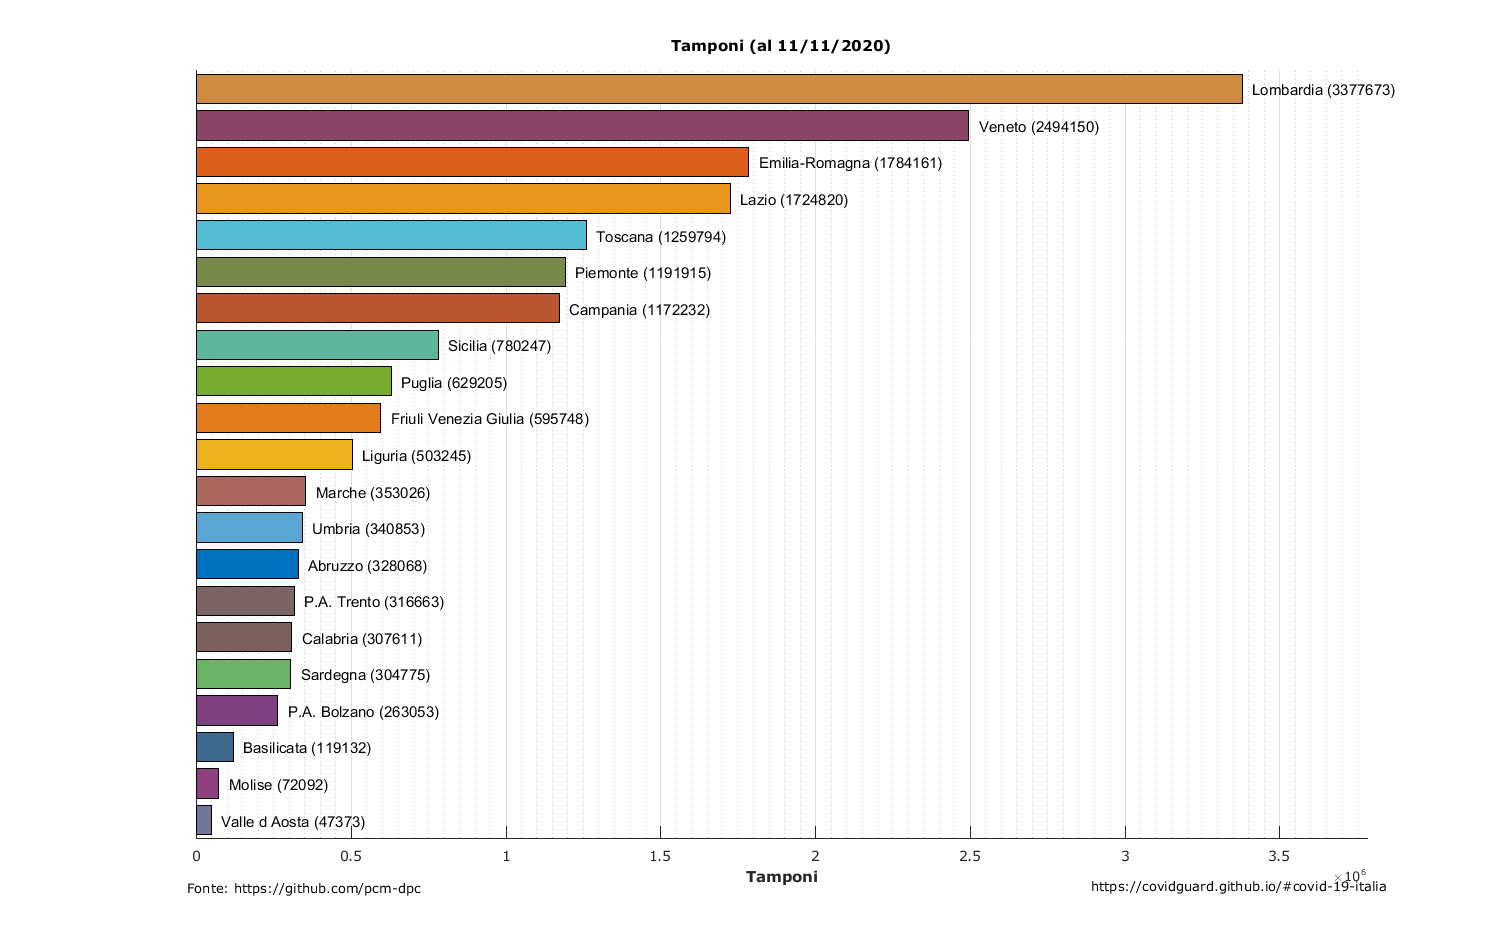 Tamponi (al 11/11/2020)
Lombardia (3377673)
Veneto (2494150)
Emilia-Romagna (1784161)
Lazio (1724820)
Toscana (1259794)
Piemonte (1191915)
Campania (1172232)
Sicilia (780247)
Puglia (629205)
Friuli Venezia Giulia (595748)
Liguria (503245)
Marche (353026)
Umbria (340853)
Abruzzo (328068)
P.A. Trento (316663)
Calabria (307611)
Sardegna (304775)
P.A. Bolzano (263053)
Basilicata (119132)
Molise (72092)
Valle d Aosta (47373)
0 0.5 1 1.5 2 2.5 3 3.5
×10⁶
Tamponi
Fonte: https://github.com/pcm-dpc
https://covidguard.github.io/#covid-19-italia